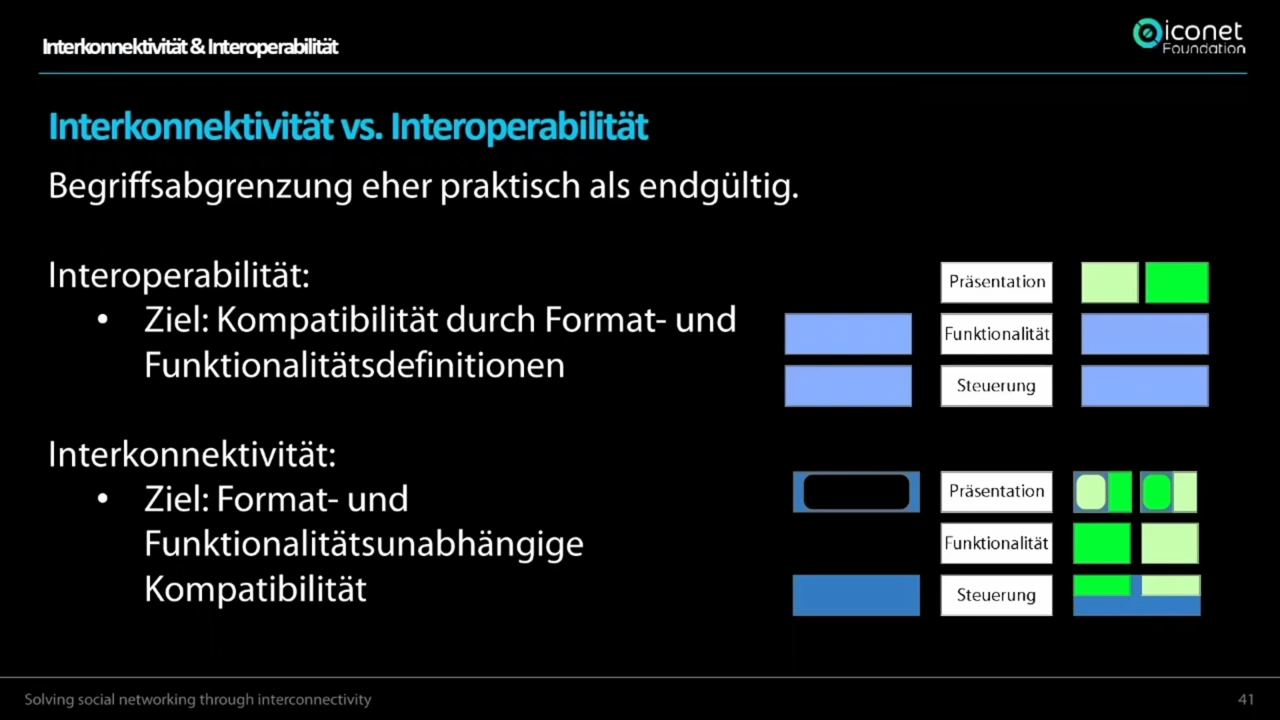 Interkonnektivität & Interoperabilität
iconet
Foundation
Interkonnektivität vs. Interoperabilität
Begriffsabgrenzung eher praktisch als endgültig.
Interoperabilität:
• Ziel: Kompatibilität durch Format- und
Funktionalitätsdefinitionen
Präsentation
Funktionalität
Steuerung
Interkonnektivität:
• Ziel: Format- und
Funktionalitätsunabhängige
Kompatibilität
Präsentation
Funktionalität
Steuerung
Solving social networking through interconnectivity
41